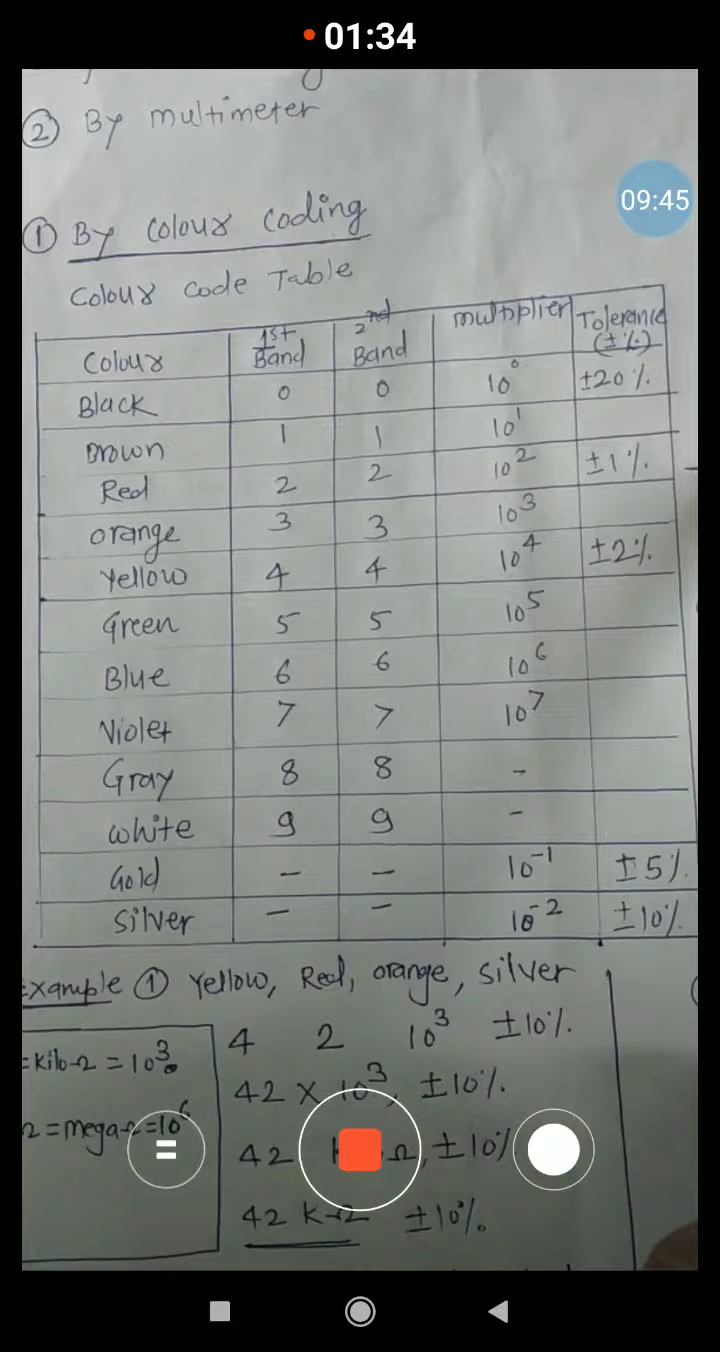 01:34
② By multimeter
09:45
① By Colour Coding
Colour Code Table
Colour 1st Band 2nd Band multiplier Tolerance (±%)
Black 0 0 10⁰ ±20%
Brown 1 1 10¹
Red 2 2 10² ±1%
orange 3 3 10³
Yellow 4 4 10⁴ ±2%
Green 5 5 10⁵
Blue 6 6 10⁶
Violet 7 7 10⁷
Gray 8 8 -
white 9 9 -
Gold - - 10⁻¹ ±5%
Silver - - 10⁻² ±10%
Example ① Yellow, Red, orange, silver
4 2 10³ ±10%
=kilo-Ω = 10³
42 × 10³, ±10%
Ω = mega-Ω = 10⁶
42 Ω, ±10%
42 K-Ω ±10%